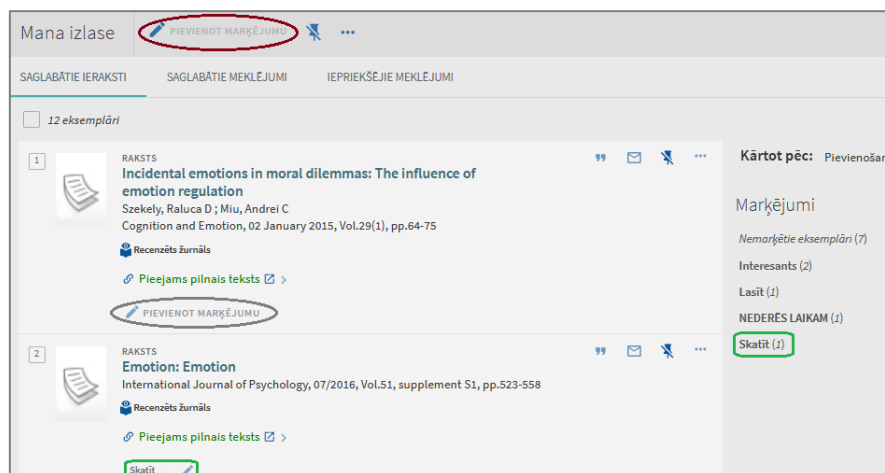 Mana izlase PIEVIENOT MARĶĒJUMU
SAGLABĀTIE IERAKSTI SAGLABĀTIE MEKLĒJUMI IEPRIEKŠĒJIE MEKLĒJUMI
12 eksemplāri
1
RAKSTS
Incidental emotions in moral dilemmas: The influence of
emotion regulation
Szekely, Raluca D ; Miu, Andrei C
Cognition and Emotion, 02 January 2015, Vol.29(1), pp.64-75
Recenzēts žurnāls
Pieejams pilnais teksts
PIEVIENOT MARĶĒJUMU
2
RAKSTS
Emotion: Emotion
International Journal of Psychology, 07/2016, Vol.51, supplement S1, pp.523-558
Recenzēts žurnāls
Pieejams pilnais teksts
Skatīt
Kārtot pēc: Pievienošan
Marķējumi
Nemarķētie eksemplāri (7)
Interesants (2)
Lasīt (1)
NEDERĒS LAIKAM (1)
Skatīt (1)